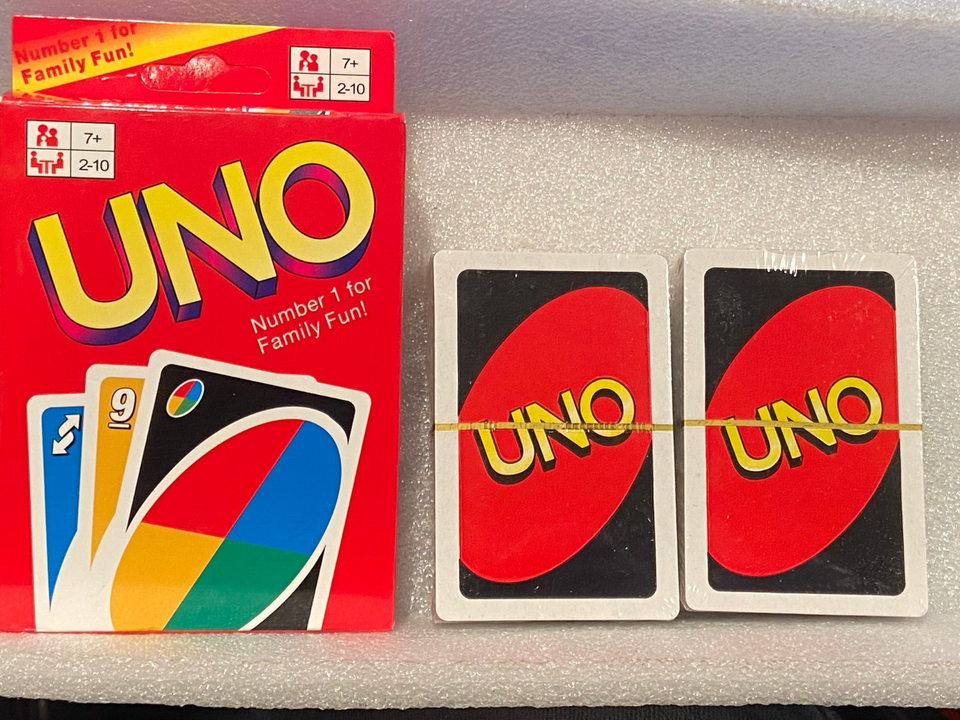 Number 1 for
Family Fun!
7+
2-10
7+
2-10
UNO
Number 1 for
Family Fun!
9
UNO
UNO